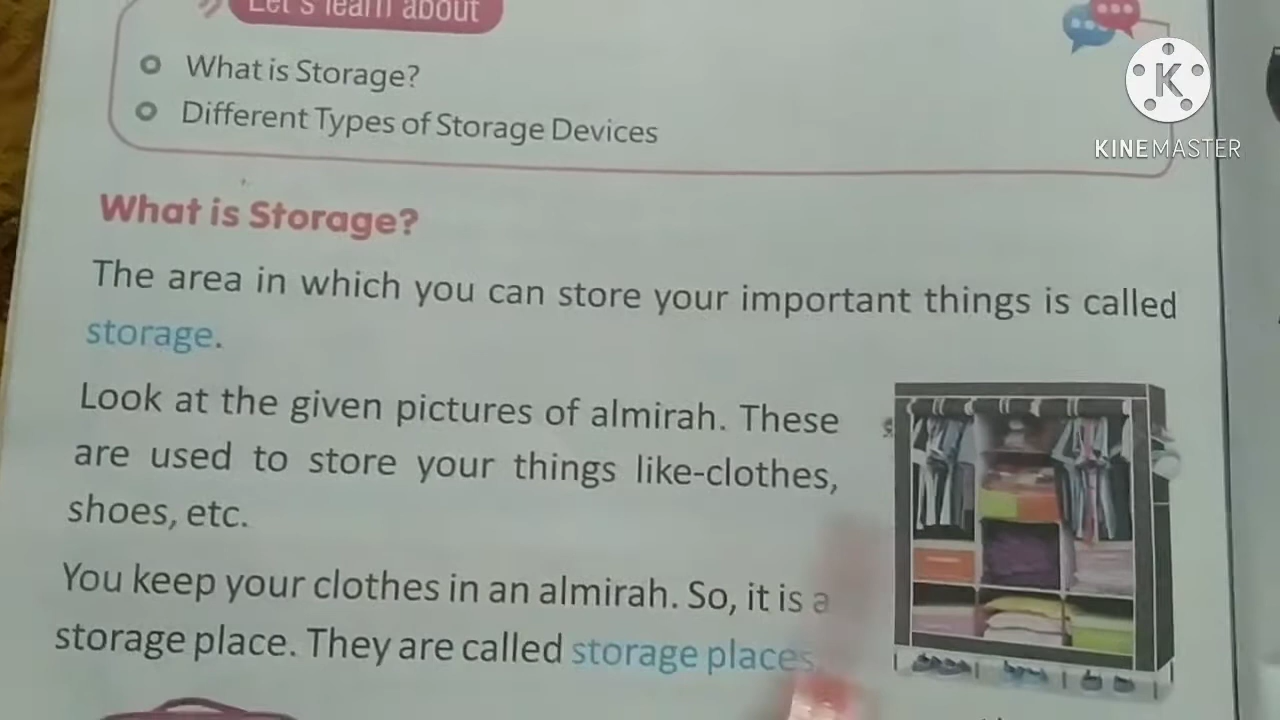 Let's learn about
What is Storage?
Different Types of Storage Devices
K
KINEMASTER
What is Storage?
The area in which you can store your important things is called
storage.
Look at the given pictures of almirah. These
are used to store your things like-clothes,
shoes, etc.
You keep your clothes in an almirah. So, it is a
storage place. They are called storage places